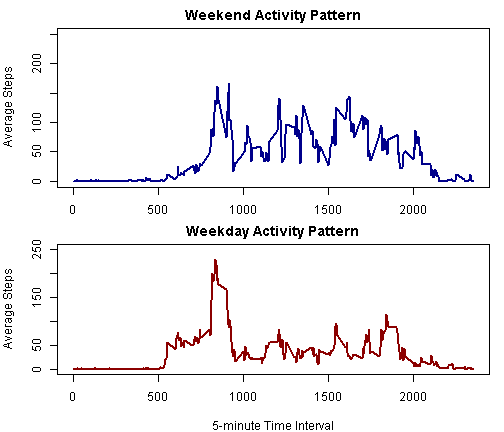 Weekend Activity Pattern
Average Steps
0 50 100 200
0 500 1000 1500 2000
Weekday Activity Pattern
Average Steps
0 50 150 250
0 500 1000 1500 2000
5-minute Time Interval